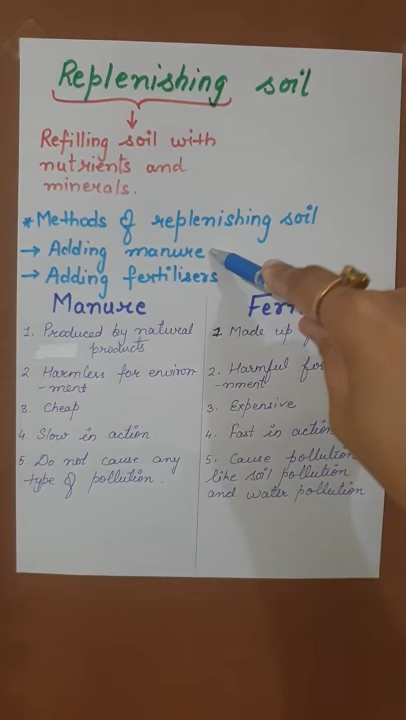 Replenishing soil
Refilling soil with
nutrients and
minerals.
* Methods of replenishing soil
→ Adding manure
→ Adding fertilisers
Manure
1. Produced by natural
products
2. Harmless for environ
-ment
3. Cheap
4. Slow in action.
5 Do not cause any
type of pollution.
1. Made up
2. Harmful for
-nment
3. Expensive
4. Fast in action
5. Cause pollution
like soil pollution
and water pollution